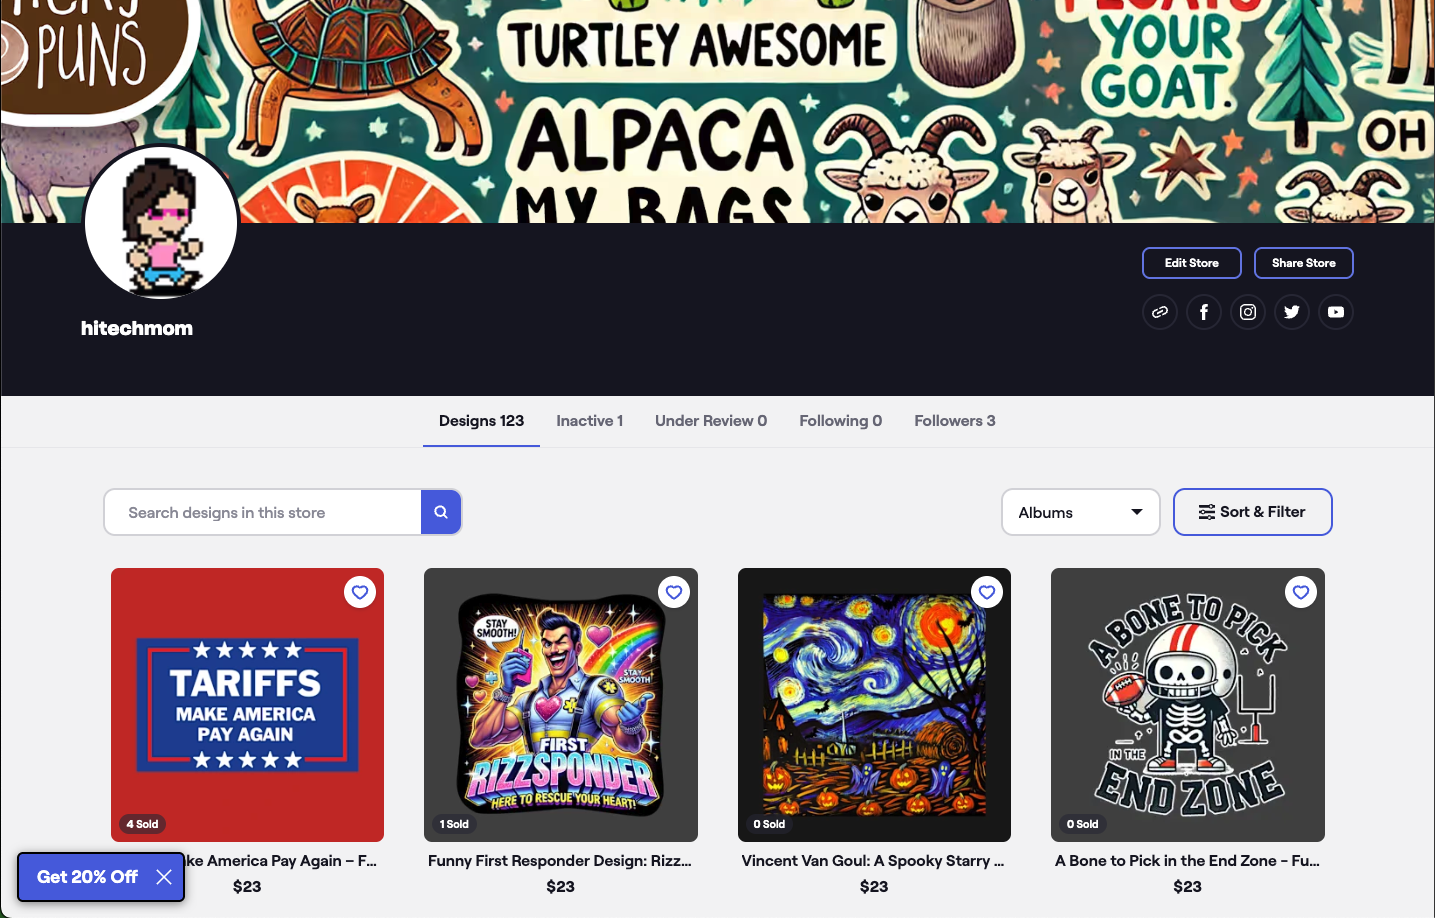 PUNS
TURTLEY AWESOME
YOUR
GOAT.
ALPACA
MY BAGS
OH
Edit Store
Share Store
hitechmom
Designs 123
Inactive 1
Under Review 0
Following 0
Followers 3
Search designs in this store
Albums
Sort & Filter
TARIFFS
MAKE AMERICA
PAY AGAIN
4 Sold
STAY
SMOOTH!
STAY
SMOOTH
FIRST
RIZZSPONDER
HERE TO RESCUE YOUR HEART!
1 Sold
0 Sold
A BONE TO PICK
IN THE
END ZONE
0 Sold
ke America Pay Again – F...
$23
Funny First Responder Design: Rizz...
$23
Vincent Van Goul: A Spooky Starry ...
$23
A Bone to Pick in the End Zone - Fu...
$23
Get 20% Off